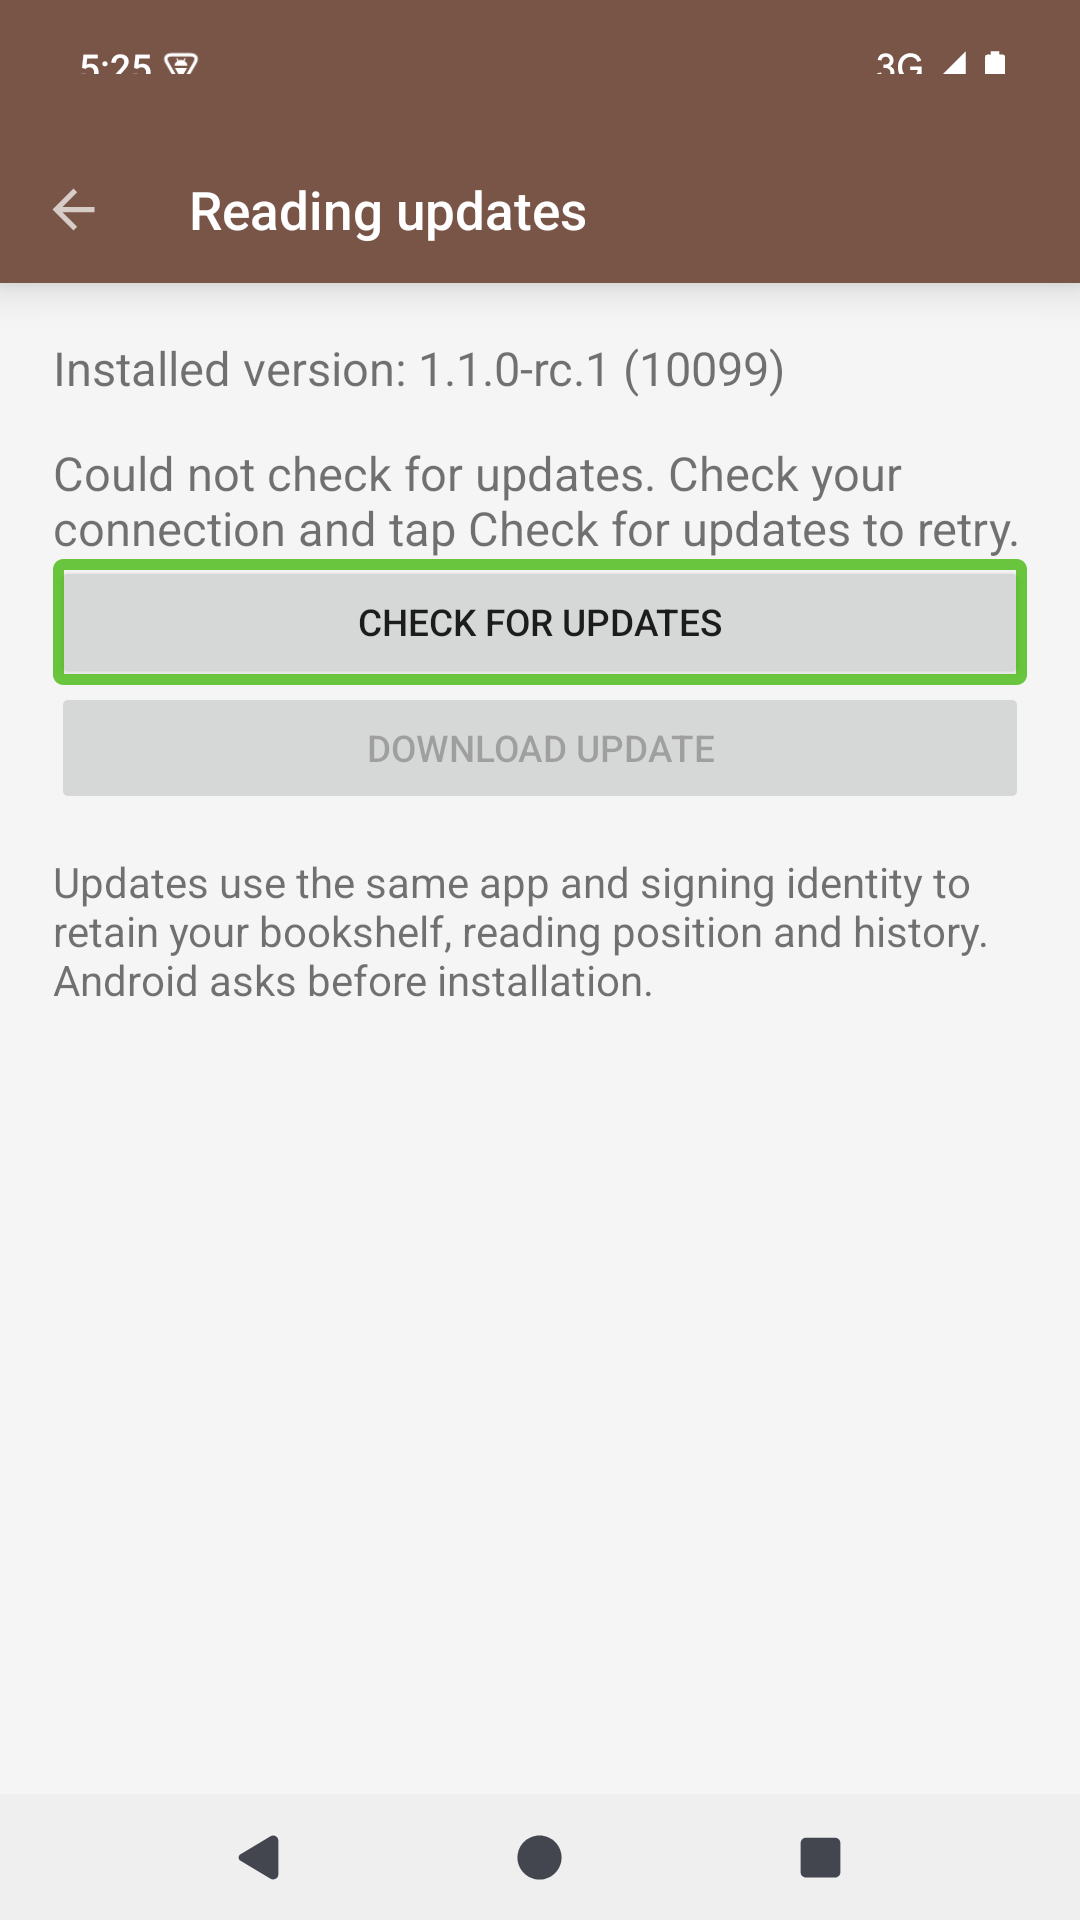 5:25
3G
Reading updates
Installed version: 1.1.0-rc.1 (10099)
Could not check for updates. Check your
connection and tap Check for updates to retry.
CHECK FOR UPDATES
DOWNLOAD UPDATE
Updates use the same app and signing identity to
retain your bookshelf, reading position and history.
Android asks before installation.